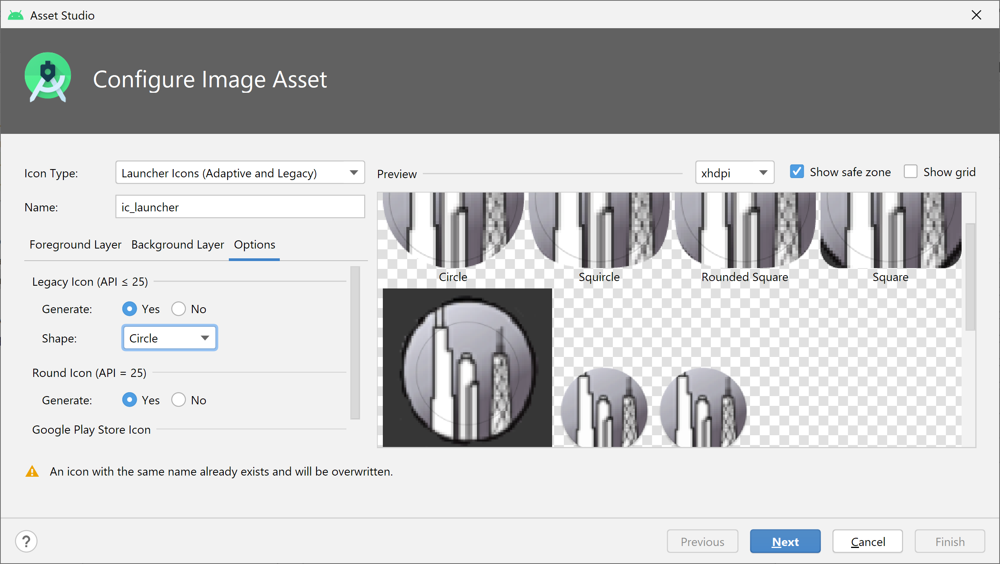 Asset Studio
Configure Image Asset
Icon Type: Launcher Icons (Adaptive and Legacy)
Name: ic_launcher
Foreground Layer Background Layer Options
Legacy Icon (API ≤ 25)
Generate: Yes No
Shape: Circle
Round Icon (API = 25)
Generate: Yes No
Google Play Store Icon
Preview xhdpi Show safe zone Show grid
Circle Squircle Rounded Square Square
An icon with the same name already exists and will be overwritten.
? Previous Next Cancel Finish